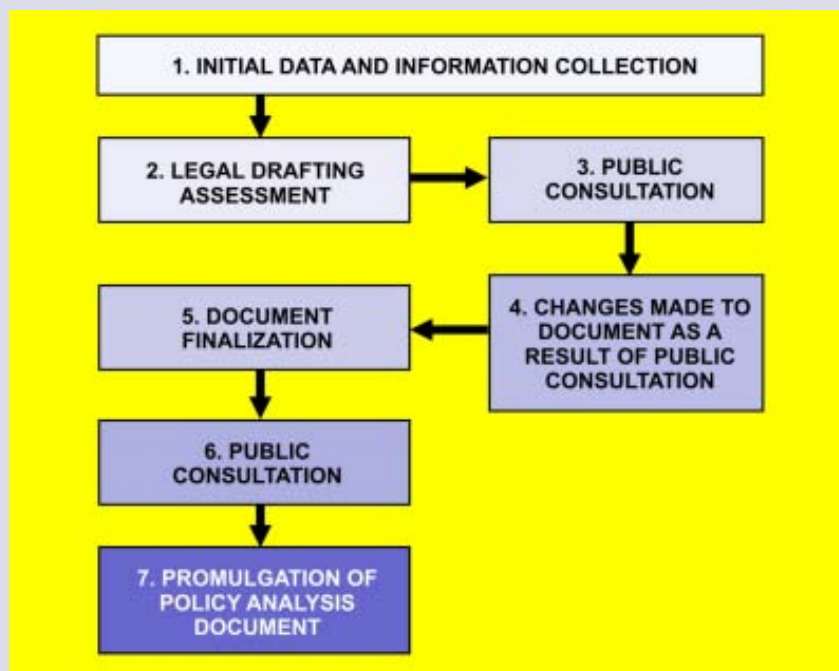 1. INITIAL DATA AND INFORMATION COLLECTION
2. LEGAL DRAFTING
ASSESSMENT
3. PUBLIC
CONSULTATION
4. CHANGES MADE TO
DOCUMENT AS A
RESULT OF PUBLIC
CONSULTATION
5. DOCUMENT
FINALIZATION
6. PUBLIC
CONSULTATION
7. PROMULGATION OF
POLICY ANALYSIS
DOCUMENT